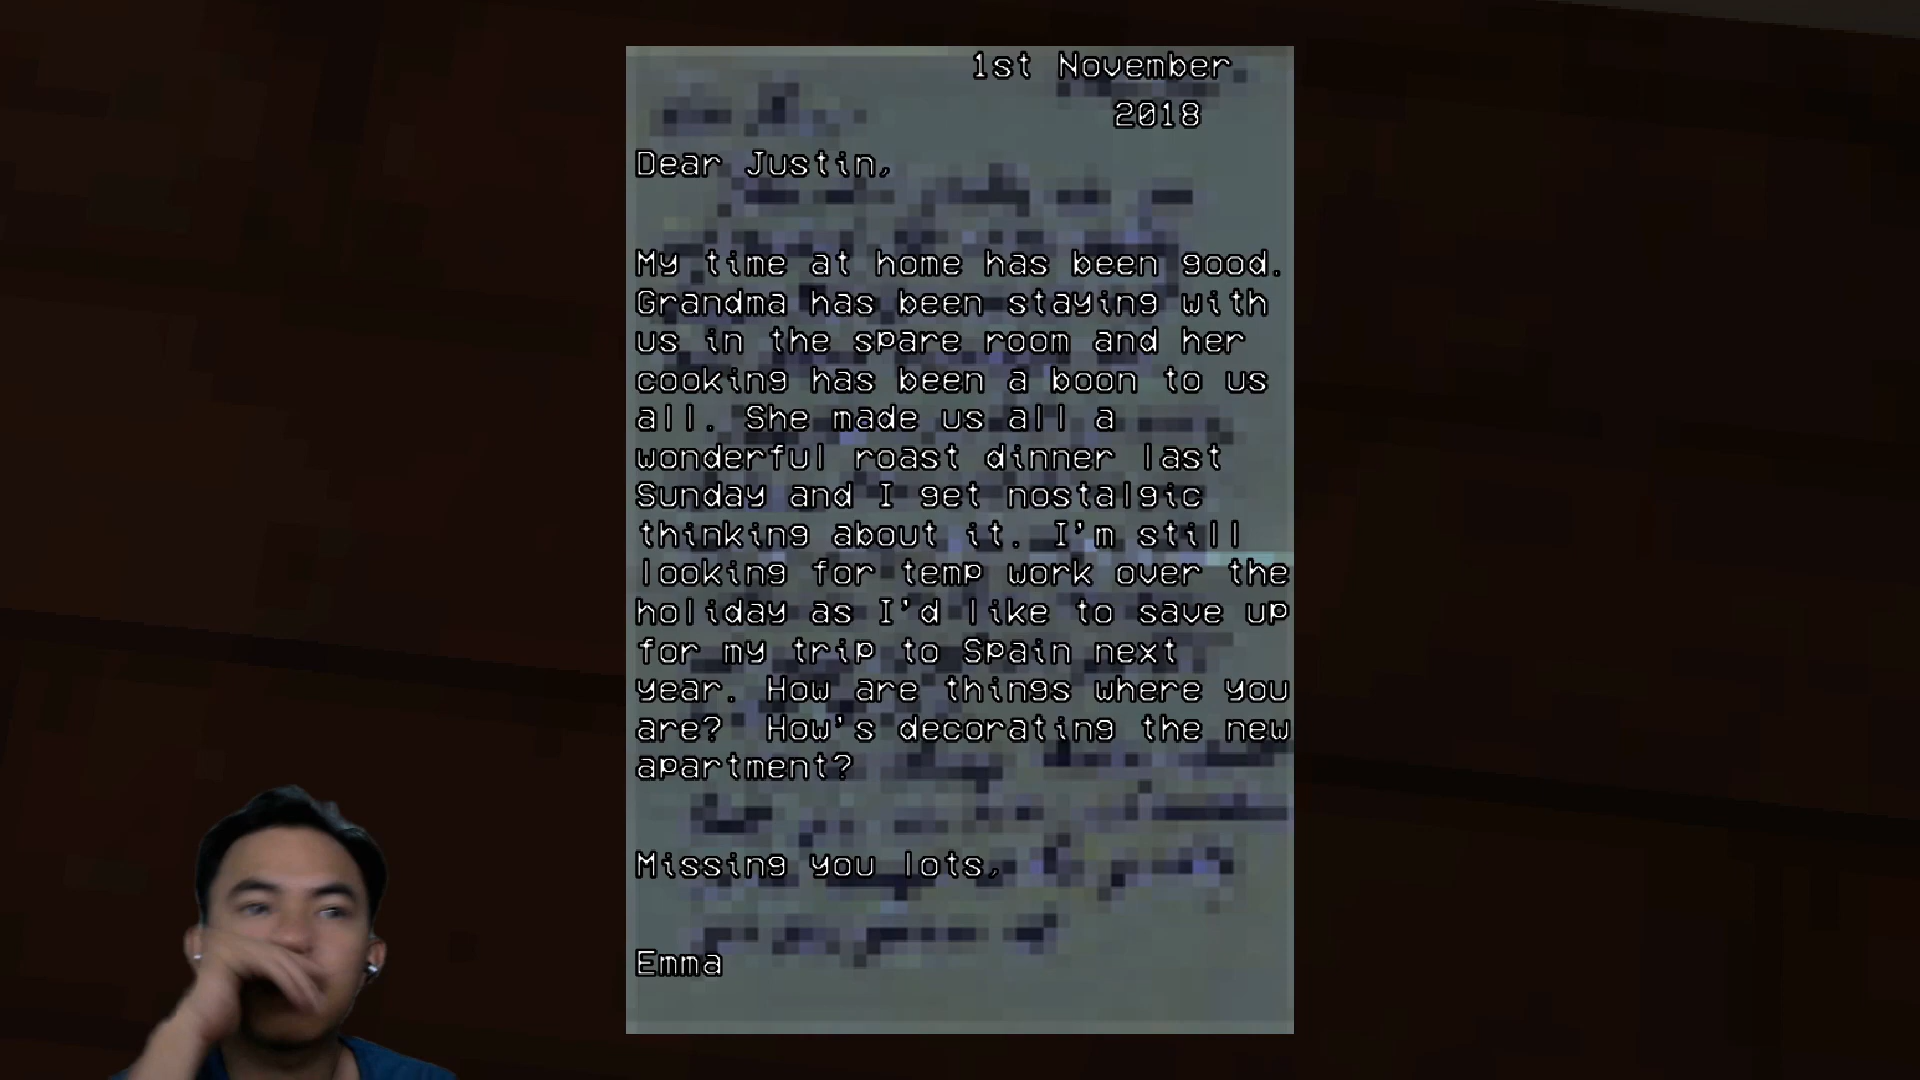 1st November
2018
Dear Justin,
My time at home has been good.
Grandma has been staying with
us in the spare room and her
cooking has been a boon to us
all. She made us all a
wonderful roast dinner last
Sunday and I get nostalgic
thinking about it. I'm still
looking for temp work over the
holiday as I'd like to save up
for my trip to Spain next
year. How are things where you
are?  How's decorating the new
apartment?
Missing you lots,
Emma